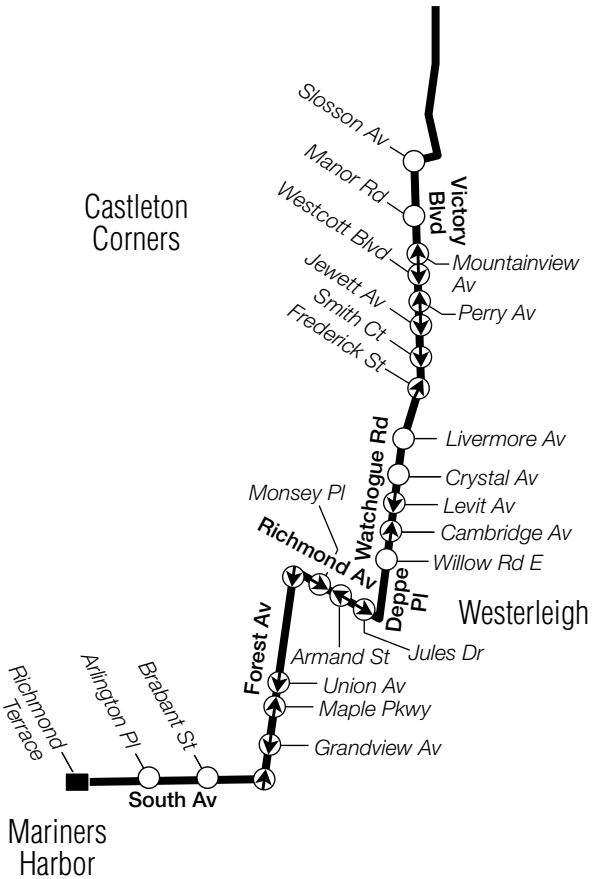 Slosson Av
Manor Rd
Victory
Blvd
Castleton
Corners
Westcott Blvd
Mountainview
Av
Jewett Av
Perry Av
Smith Ct
Frederick St
Watchogue Rd
Livermore Av
Crystal Av
Monsey Pl
Levit Av
Cambridge Av
Richmond Av
Willow Rd E
Deppe
Pl
Westerleigh
Forest Av
Armand St
Jules Dr
Union Av
Maple Pkwy
Richmond
Terrace
Arlington Pl
Brabant St
Grandview Av
South Av
Mariners
Harbor